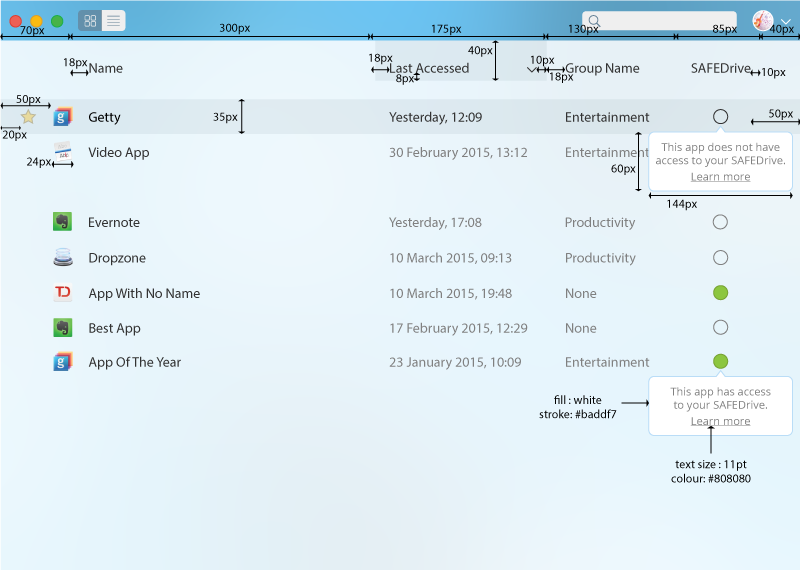 70px 300px 175px 130px 85px 40px
18px Name 18px Last Accessed 8px 40px 10px 18px Group Name SAFEDrive 10px
50px 20px Getty 35px Yesterday, 12:09 Entertainment 50px
24px Video App 30 February 2015, 13:12 Entertainment 60px
This app does not have
access to your SAFEDrive.
Learn more
144px
Evernote Yesterday, 17:08 Productivity
Dropzone 10 March 2015, 09:13 Productivity
App With No Name 10 March 2015, 19:48 None
Best App 17 February 2015, 12:29 None
App Of The Year 23 January 2015, 10:09 Entertainment
This app has access
to your SAFEDrive.
Learn more
fill : white
stroke: #baddf7
text size : 11pt
colour: #808080